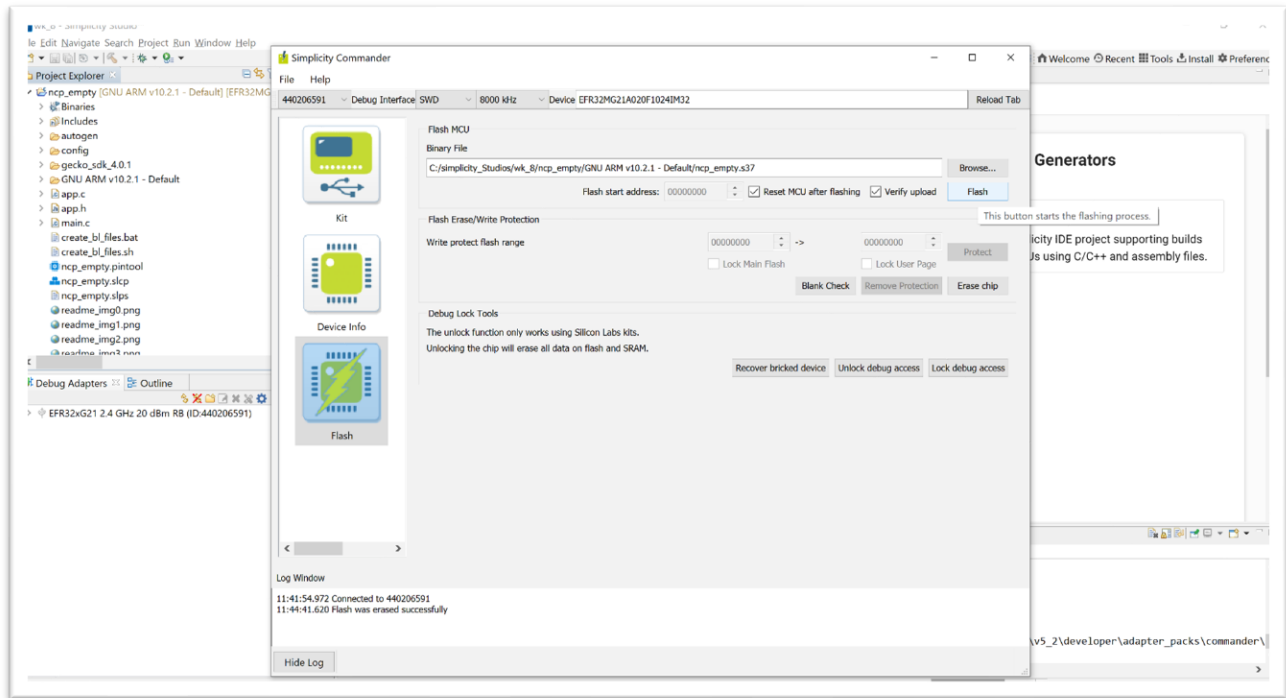 wk_8 - Simplicity Studio
le Edit Navigate Search Project Run Window Help
Welcome Recent Tools Install Preferenc
Project Explorer
ncp_empty [GNU ARM v10.2.1 - Default] [EFR32MG
Binaries
Includes
autogen
config
gecko_sdk_4.0.1
GNU ARM v10.2.1 - Default
app.c
app.h
main.c
create_bl_files.bat
create_bl_files.sh
ncp_empty.pintool
ncp_empty.slcp
ncp_empty.slps
readme_img0.png
readme_img1.png
readme_img2.png
readme_img3.png
Debug Adapters Outline
EFR32xG21 2.4 GHz 20 dBm RB (ID:440206591)
Simplicity Commander
File Help
440206591 Debug Interface SWD 8000 kHz Device EFR32MG21A020F1024IM32 Reload Tab
Kit
Device Info
Flash
Flash MCU
Binary File
C:/simplicity_Studios/wk_8/ncp_empty/GNU ARM v10.2.1 - Default/ncp_empty.s37 Browse...
Flash start address: 00000000 Reset MCU after flashing Verify upload Flash
This button starts the flashing process.
Flash Erase/Write Protection
Write protect flash range 00000000 -> 00000000 Protect
Lock Main Flash Lock User Page
Blank Check Remove Protection Erase chip
Debug Lock Tools
The unlock function only works using Silicon Labs kits.
Unlocking the chip will erase all data on flash and SRAM.
Recover bricked device Unlock debug access Lock debug access
Log Window
11:41:54.972 Connected to 440206591
11:44:41.620 Flash was erased successfully
Hide Log
Generators
icity IDE project supporting builds
Js using C/C++ and assembly files.
\v5_2\developer\adapter_packs\commander\